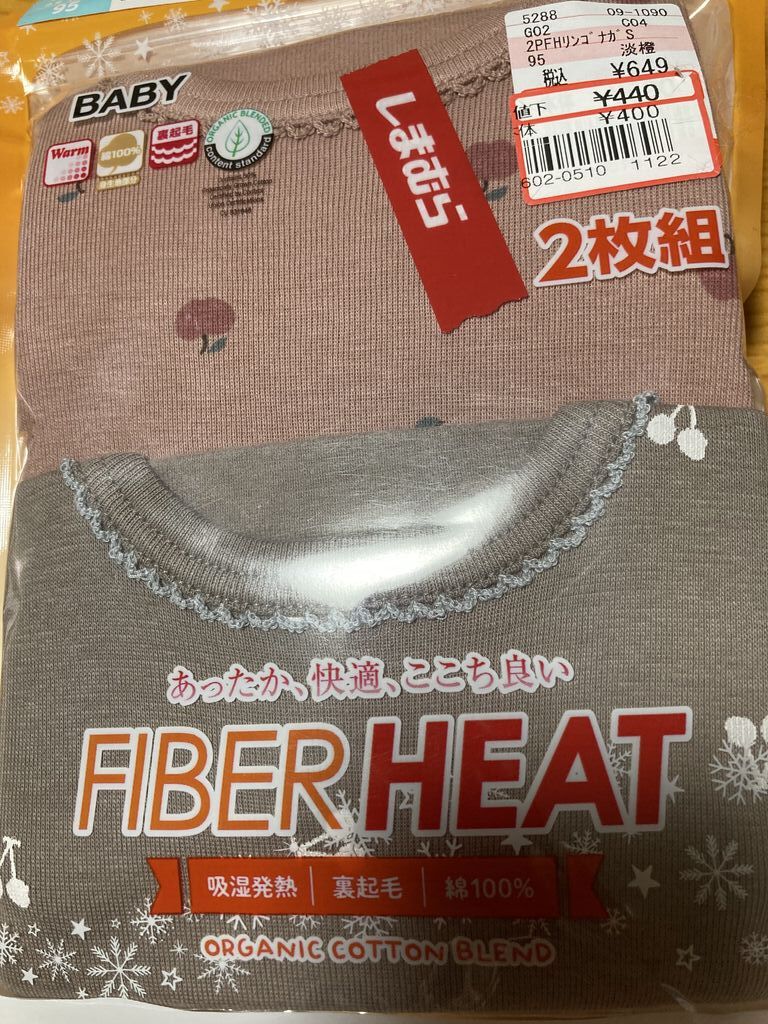 95
5288 09-1090
G02 C04
2PFHリンゴナガS
95 淡橙
税込 ¥649
値下 ¥440
体 ¥400
602-0510 1122
BABY
Warm
綿100%
裏起毛
ORGANIC BLENDED
content standard
しまむら
2枚組
あったか、快適、ここち良い
FIBER HEAT
吸湿発熱 裏起毛 綿100%
ORGANIC COTTON BLEND